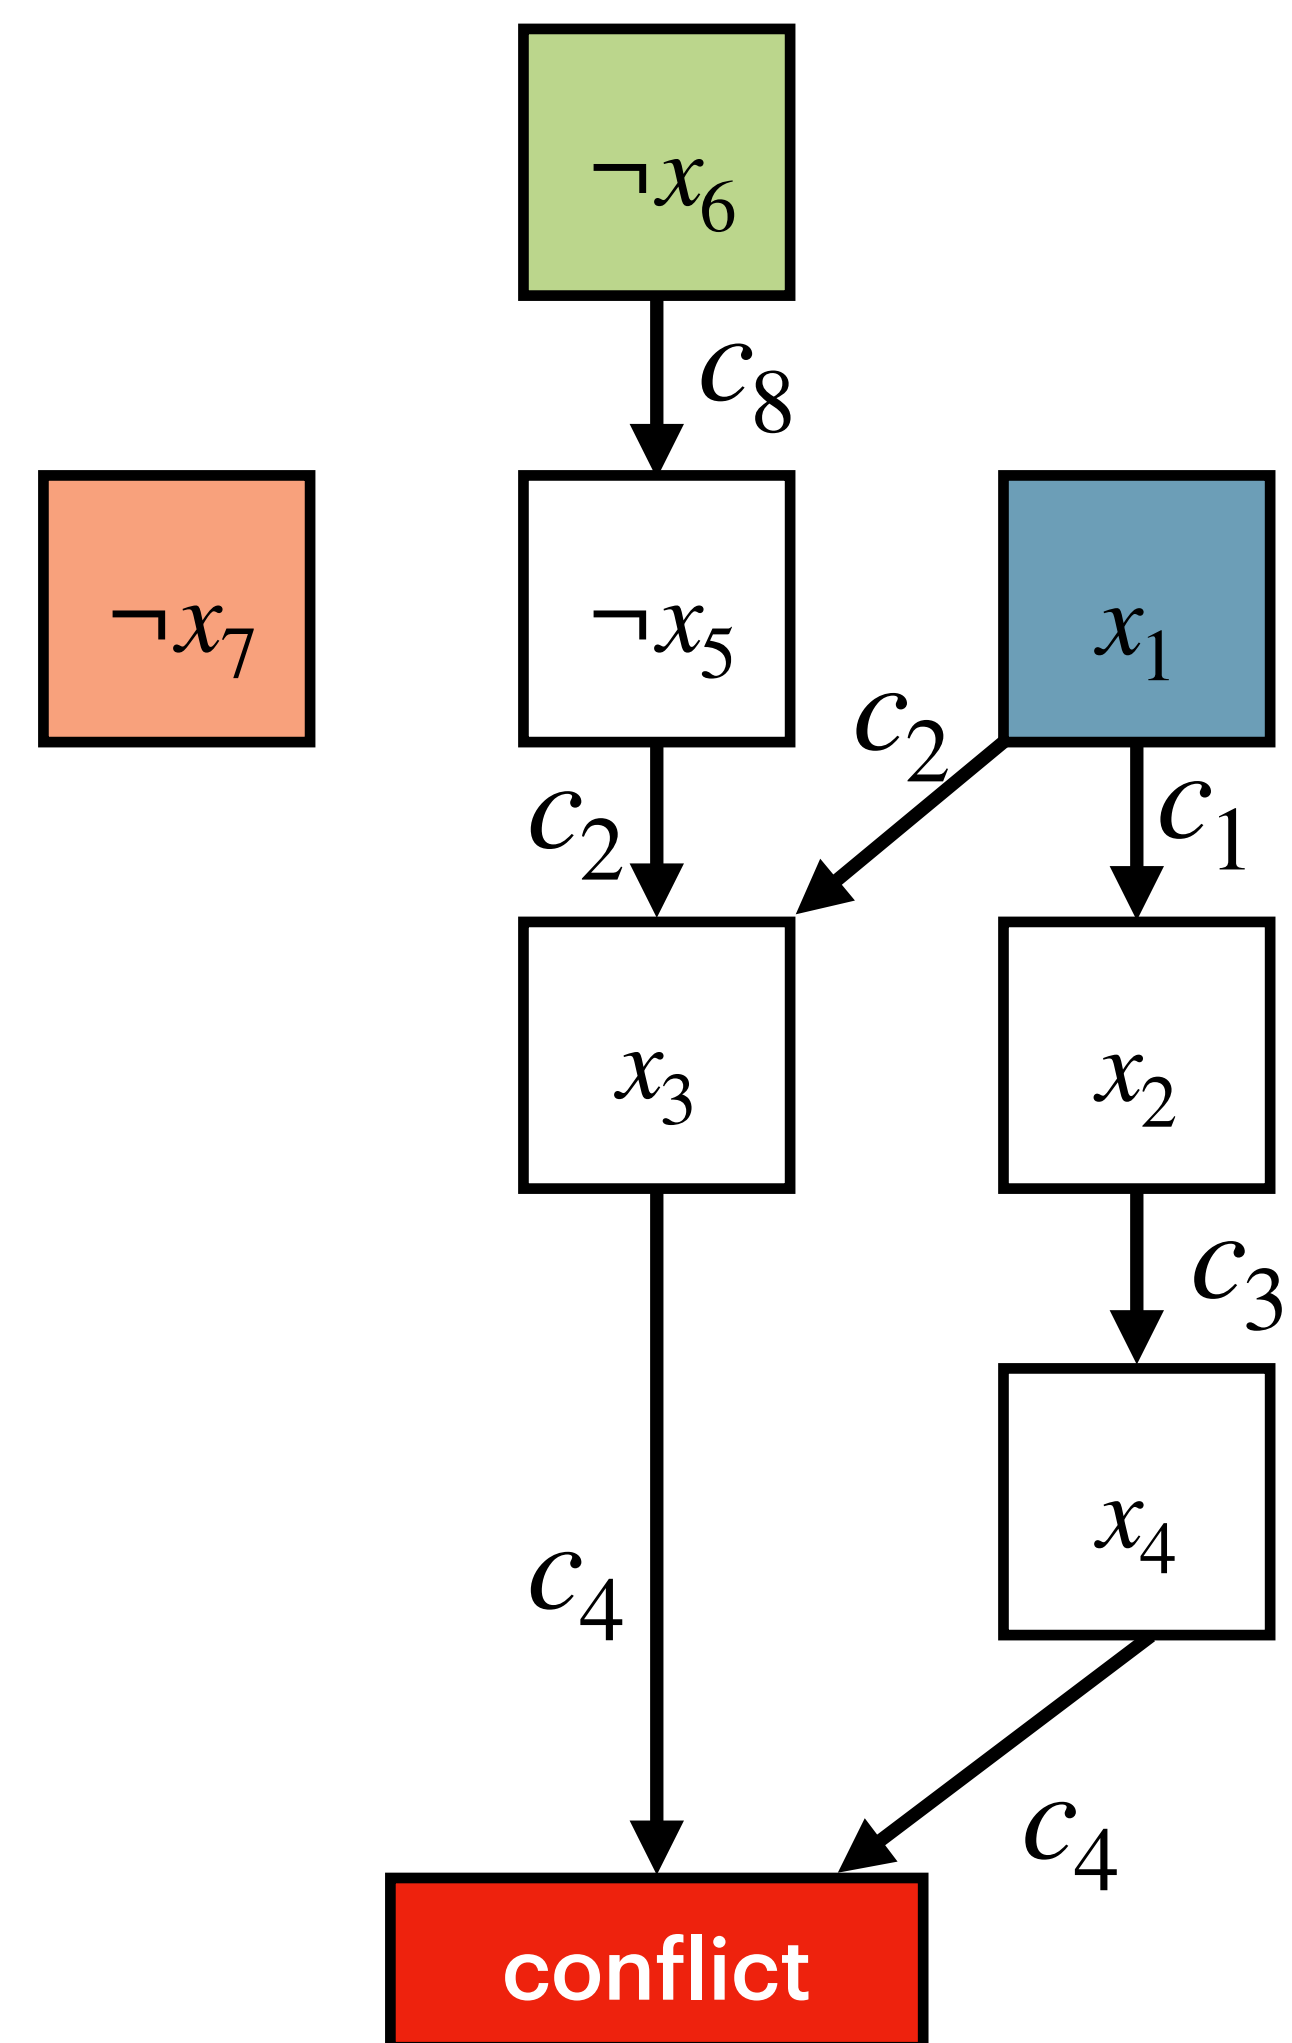 ¬x₆
c₈
¬x₇
¬x₅
x₁
c₂
c₂
c₁
x₃
x₂
c₃
x₄
c₄
c₄
conflict